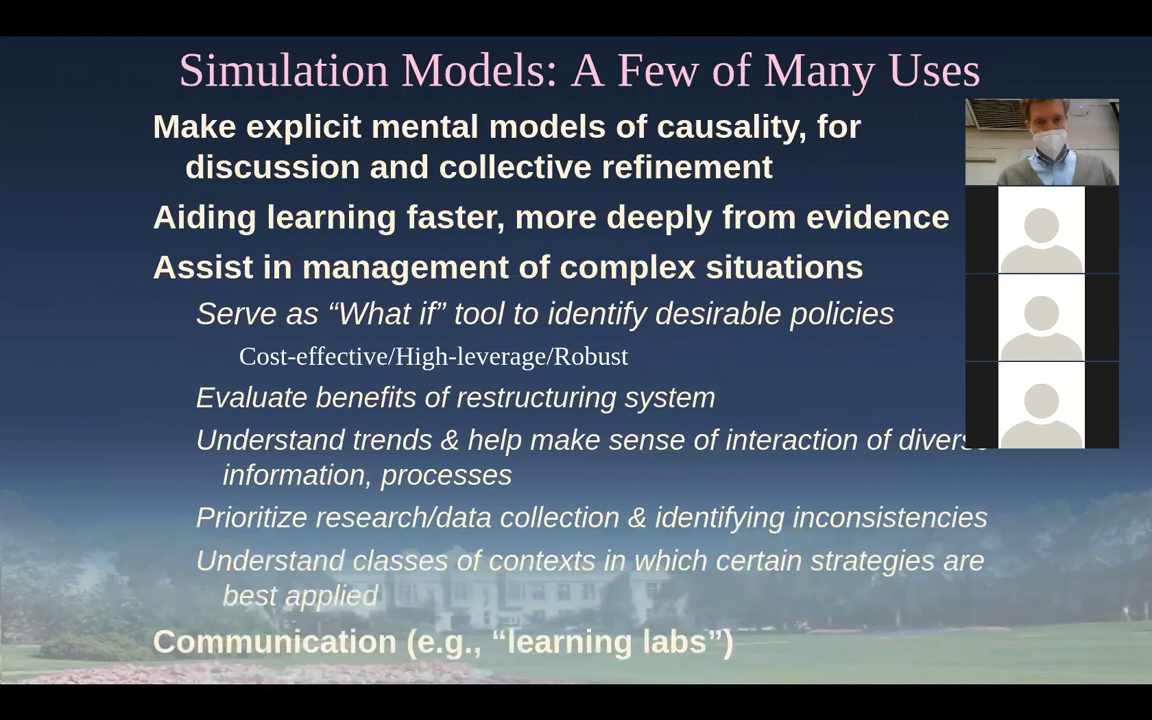 Simulation Models: A Few of Many Uses
Make explicit mental models of causality, for
discussion and collective refinement
Aiding learning faster, more deeply from evidence
Assist in management of complex situations
Serve as “What if” tool to identify desirable policies
Cost-effective/High-leverage/Robust
Evaluate benefits of restructuring system
Understand trends & help make sense of interaction of diverse
information, processes
Prioritize research/data collection & identifying inconsistencies
Understand classes of contexts in which certain strategies are
best applied
Communication (e.g., “learning labs”)